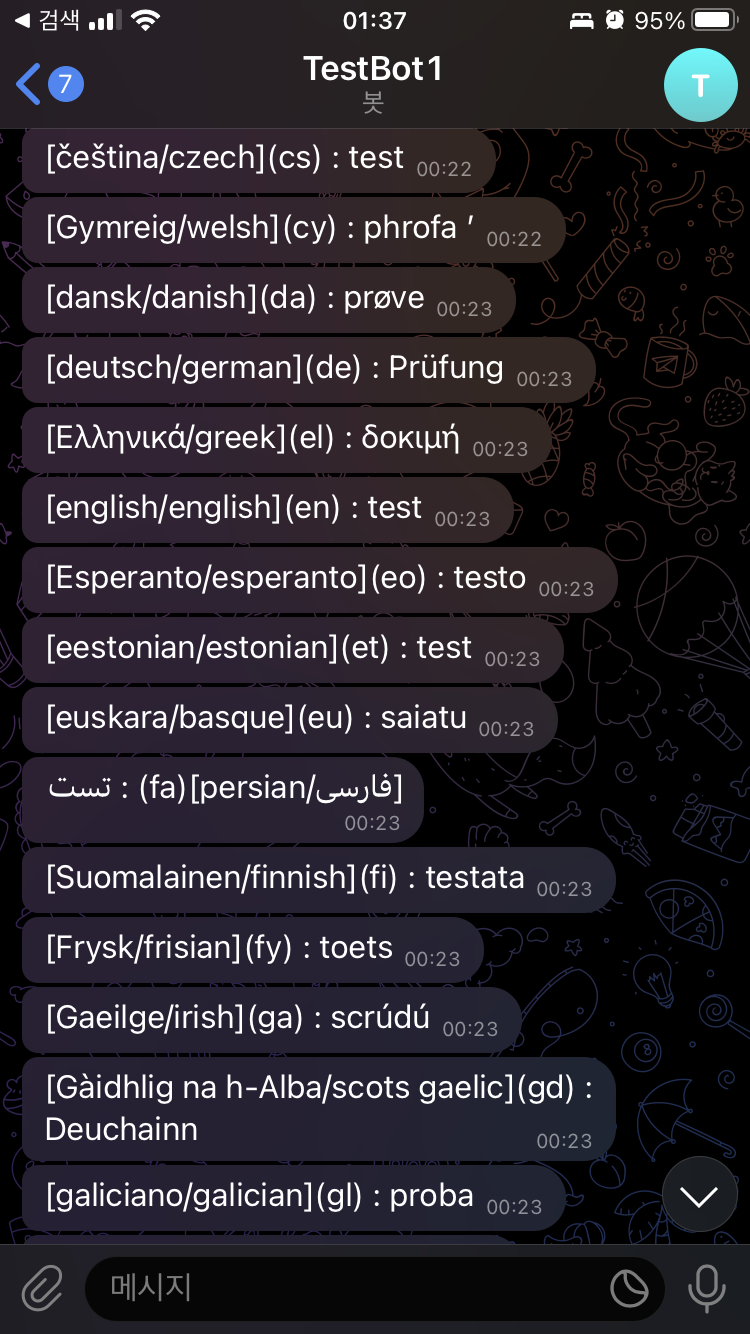 검색
01:37
95%
7
TestBot1
봇
T
[čeština/czech](cs) : test 00:22
[Gymreig/welsh](cy) : phrofa ' 00:22
[dansk/danish](da) : prøve 00:23
[deutsch/german](de) : Prüfung 00:23
[Ελληνικά/greek](el) : δοκιμή 00:23
[english/english](en) : test 00:23
[Esperanto/esperanto](eo) : testo 00:23
[eestonian/estonian](et) : test 00:23
[euskara/basque](eu) : saiatu 00:23
[فارسی/persian](fa) : تست
00:23
[Suomalainen/finnish](fi) : testata 00:23
[Frysk/frisian](fy) : toets 00:23
[Gaeilge/irish](ga) : scrúdú 00:23
[Gàidhlig na h-Alba/scots gaelic](gd) :
Deuchainn 00:23
[galiciano/galician](gl) : proba 00:23
메시지